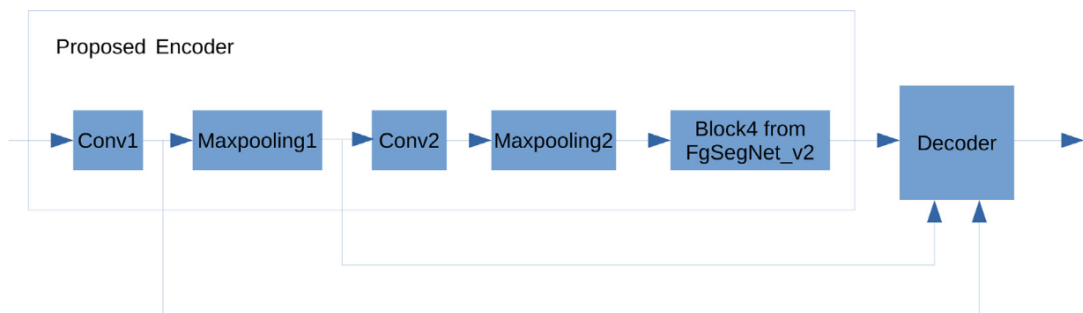 Proposed Encoder
Conv1
Maxpooling1
Conv2
Maxpooling2
Block4 from
FgSegNet_v2
Decoder